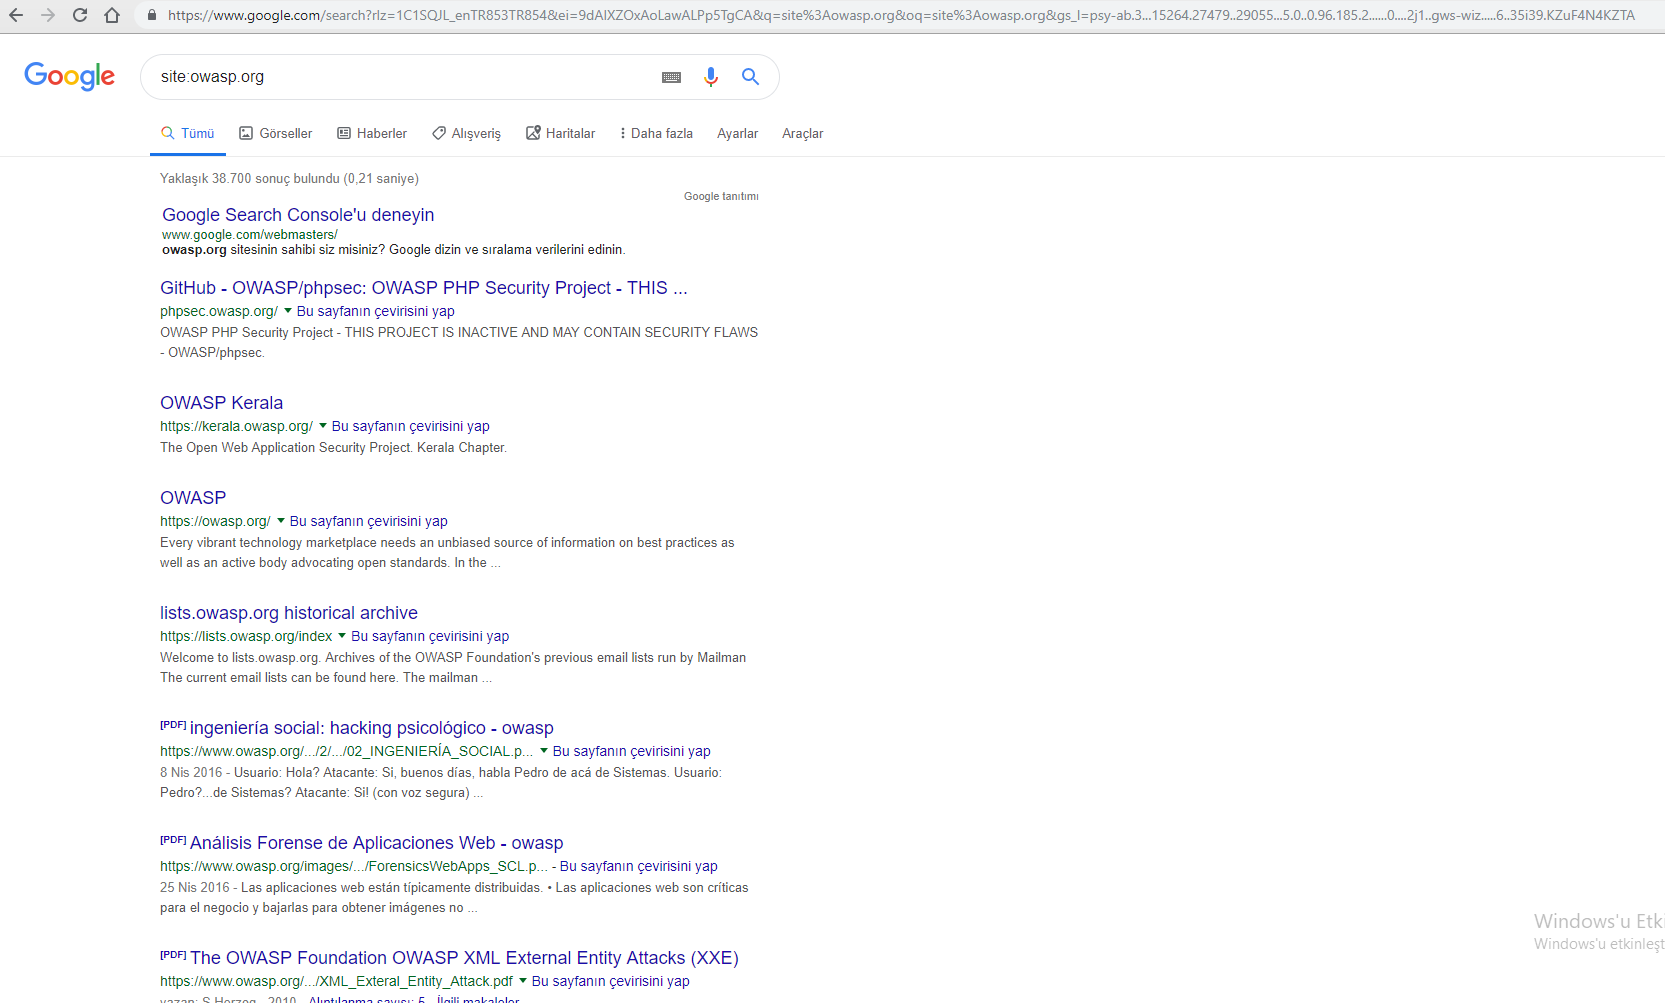 https://www.google.com/search?rlz=1C1SQJL_enTR853TR854&ei=9dAIXZOxAoLawALPp5TgCA&q=site%3Aowasp.org&oq=site%3Aowasp.org&gs_l=psy-ab.3...15264.27479..29055...5.0..0.96.185.2......0....2j1..gws-wiz.....6..35i39.KZuF4N4KZTA
Google
site:owasp.org
Tümü Görseller Haberler Alışveriş Haritalar Daha fazla Ayarlar Araçlar
Yaklaşık 38.700 sonuç bulundu (0,21 saniye)
Google tanıtımı
Google Search Console'u deneyin
www.google.com/webmasters/
owasp.org sitesinin sahibi siz misiniz? Google dizin ve sıralama verilerini edinin.
GitHub - OWASP/phpsec: OWASP PHP Security Project - THIS ...
phpsec.owasp.org/ Bu sayfanın çevirisini yap
OWASP PHP Security Project - THIS PROJECT IS INACTIVE AND MAY CONTAIN SECURITY FLAWS
- OWASP/phpsec.
OWASP Kerala
https://kerala.owasp.org/ Bu sayfanın çevirisini yap
The Open Web Application Security Project. Kerala Chapter.
OWASP
https://owasp.org/ Bu sayfanın çevirisini yap
Every vibrant technology marketplace needs an unbiased source of information on best practices as
well as an active body advocating open standards. In the ...
lists.owasp.org historical archive
https://lists.owasp.org/index Bu sayfanın çevirisini yap
Welcome to lists.owasp.org. Archives of the OWASP Foundation's previous email lists run by Mailman
The current email lists can be found here. The mailman ...
[PDF] ingeniería social: hacking psicológico - owasp
https://www.owasp.org/.../2/.../02_INGENIERÍA_SOCIAL.p... Bu sayfanın çevirisini yap
8 Nis 2016 - Usuario: Hola? Atacante: Si, buenos días, habla Pedro de acá de Sistemas. Usuario:
Pedro?...de Sistemas? Atacante: Si! (con voz segura) ...
[PDF] Análisis Forense de Aplicaciones Web - owasp
https://www.owasp.org/images/.../ForensicsWebApps_SCL.p... - Bu sayfanın çevirisini yap
25 Nis 2016 - Las aplicaciones web están típicamente distribuidas. • Las aplicaciones web son críticas
para el negocio y bajarlas para obtener imágenes no ...
[PDF] The OWASP Foundation OWASP XML External Entity Attacks (XXE)
https://www.owasp.org/.../XML_Exteral_Entity_Attack.pdf Bu sayfanın çevirisini yap
yazan: S Herzog - 2010 - Alıntılanma sayısı: 5 - İlgili makaleler
Windows'u Etki
Windows'u etkinleşt